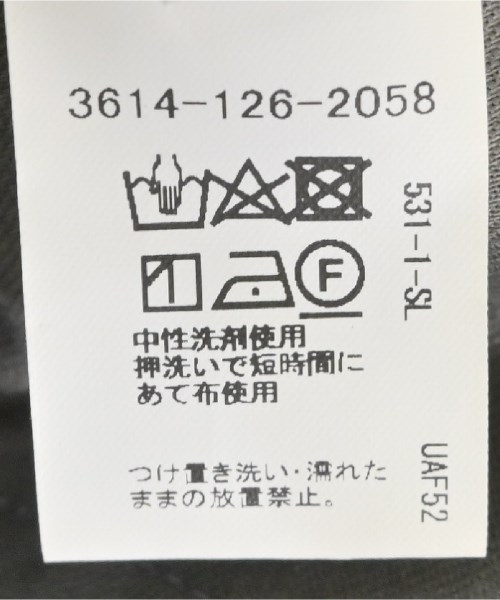 3614-126-2058
F
中性洗剤使用
押洗いで短時間に
あて布使用
つけ置き洗い・濡れた
ままの放置禁止。
531-1-SL
UAF52